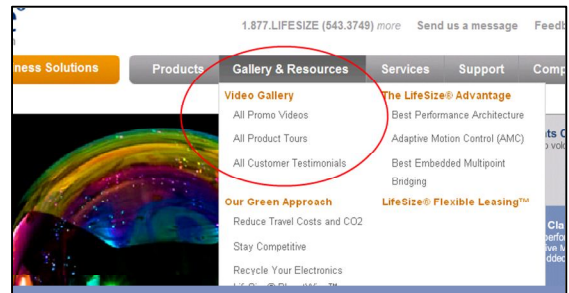 1.877.LIFESIZE (543.3749) more Send us a message Feedb
ness Solutions Products Gallery & Resources Services Support Comp
Video Gallery
All Promo Videos
All Product Tours
All Customer Testimonials
Our Green Approach
Reduce Travel Costs and CO2
Stay Competitive
Recycle Your Electronics
The LifeSize® Advantage
Best Performance Architecture
Adaptive Motion Control (AMC)
Best Embedded Multipoint
Bridging
LifeSize® Flexible Leasing™